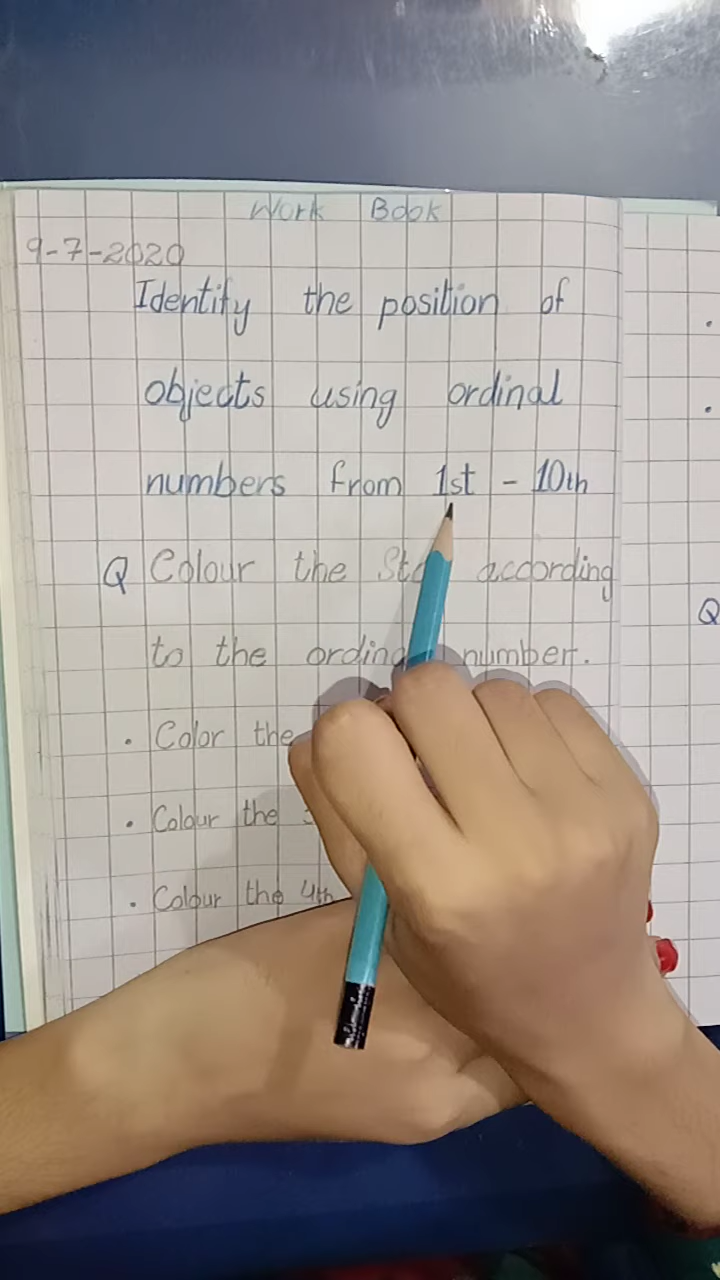 Work Book
9-7-2020
Identify the position of
objects using ordinal
numbers from 1st - 10th
Q Colour the according
to the number.
. Color the
. Colour the
. Colour the 4th
Q